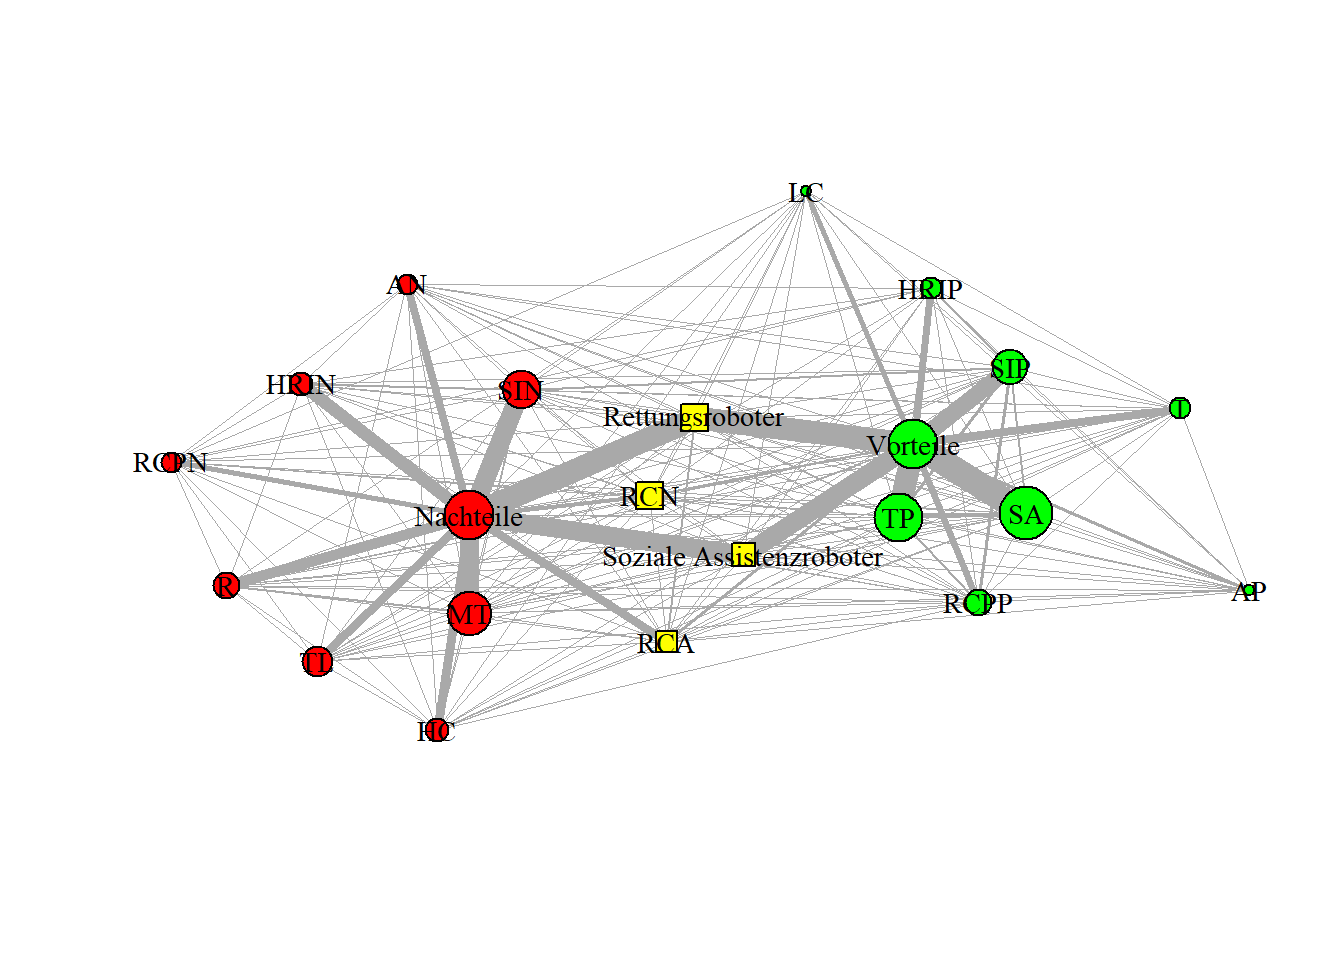 LC
AN
HRIP
SIP
HRIN
SIN
T
Rettungsroboter
Vorteile
RCPN
RCN
Nachteile
TP
SA
Soziale Assistenzroboter
R
AP
RCPP
MT
RCA
TL
HC